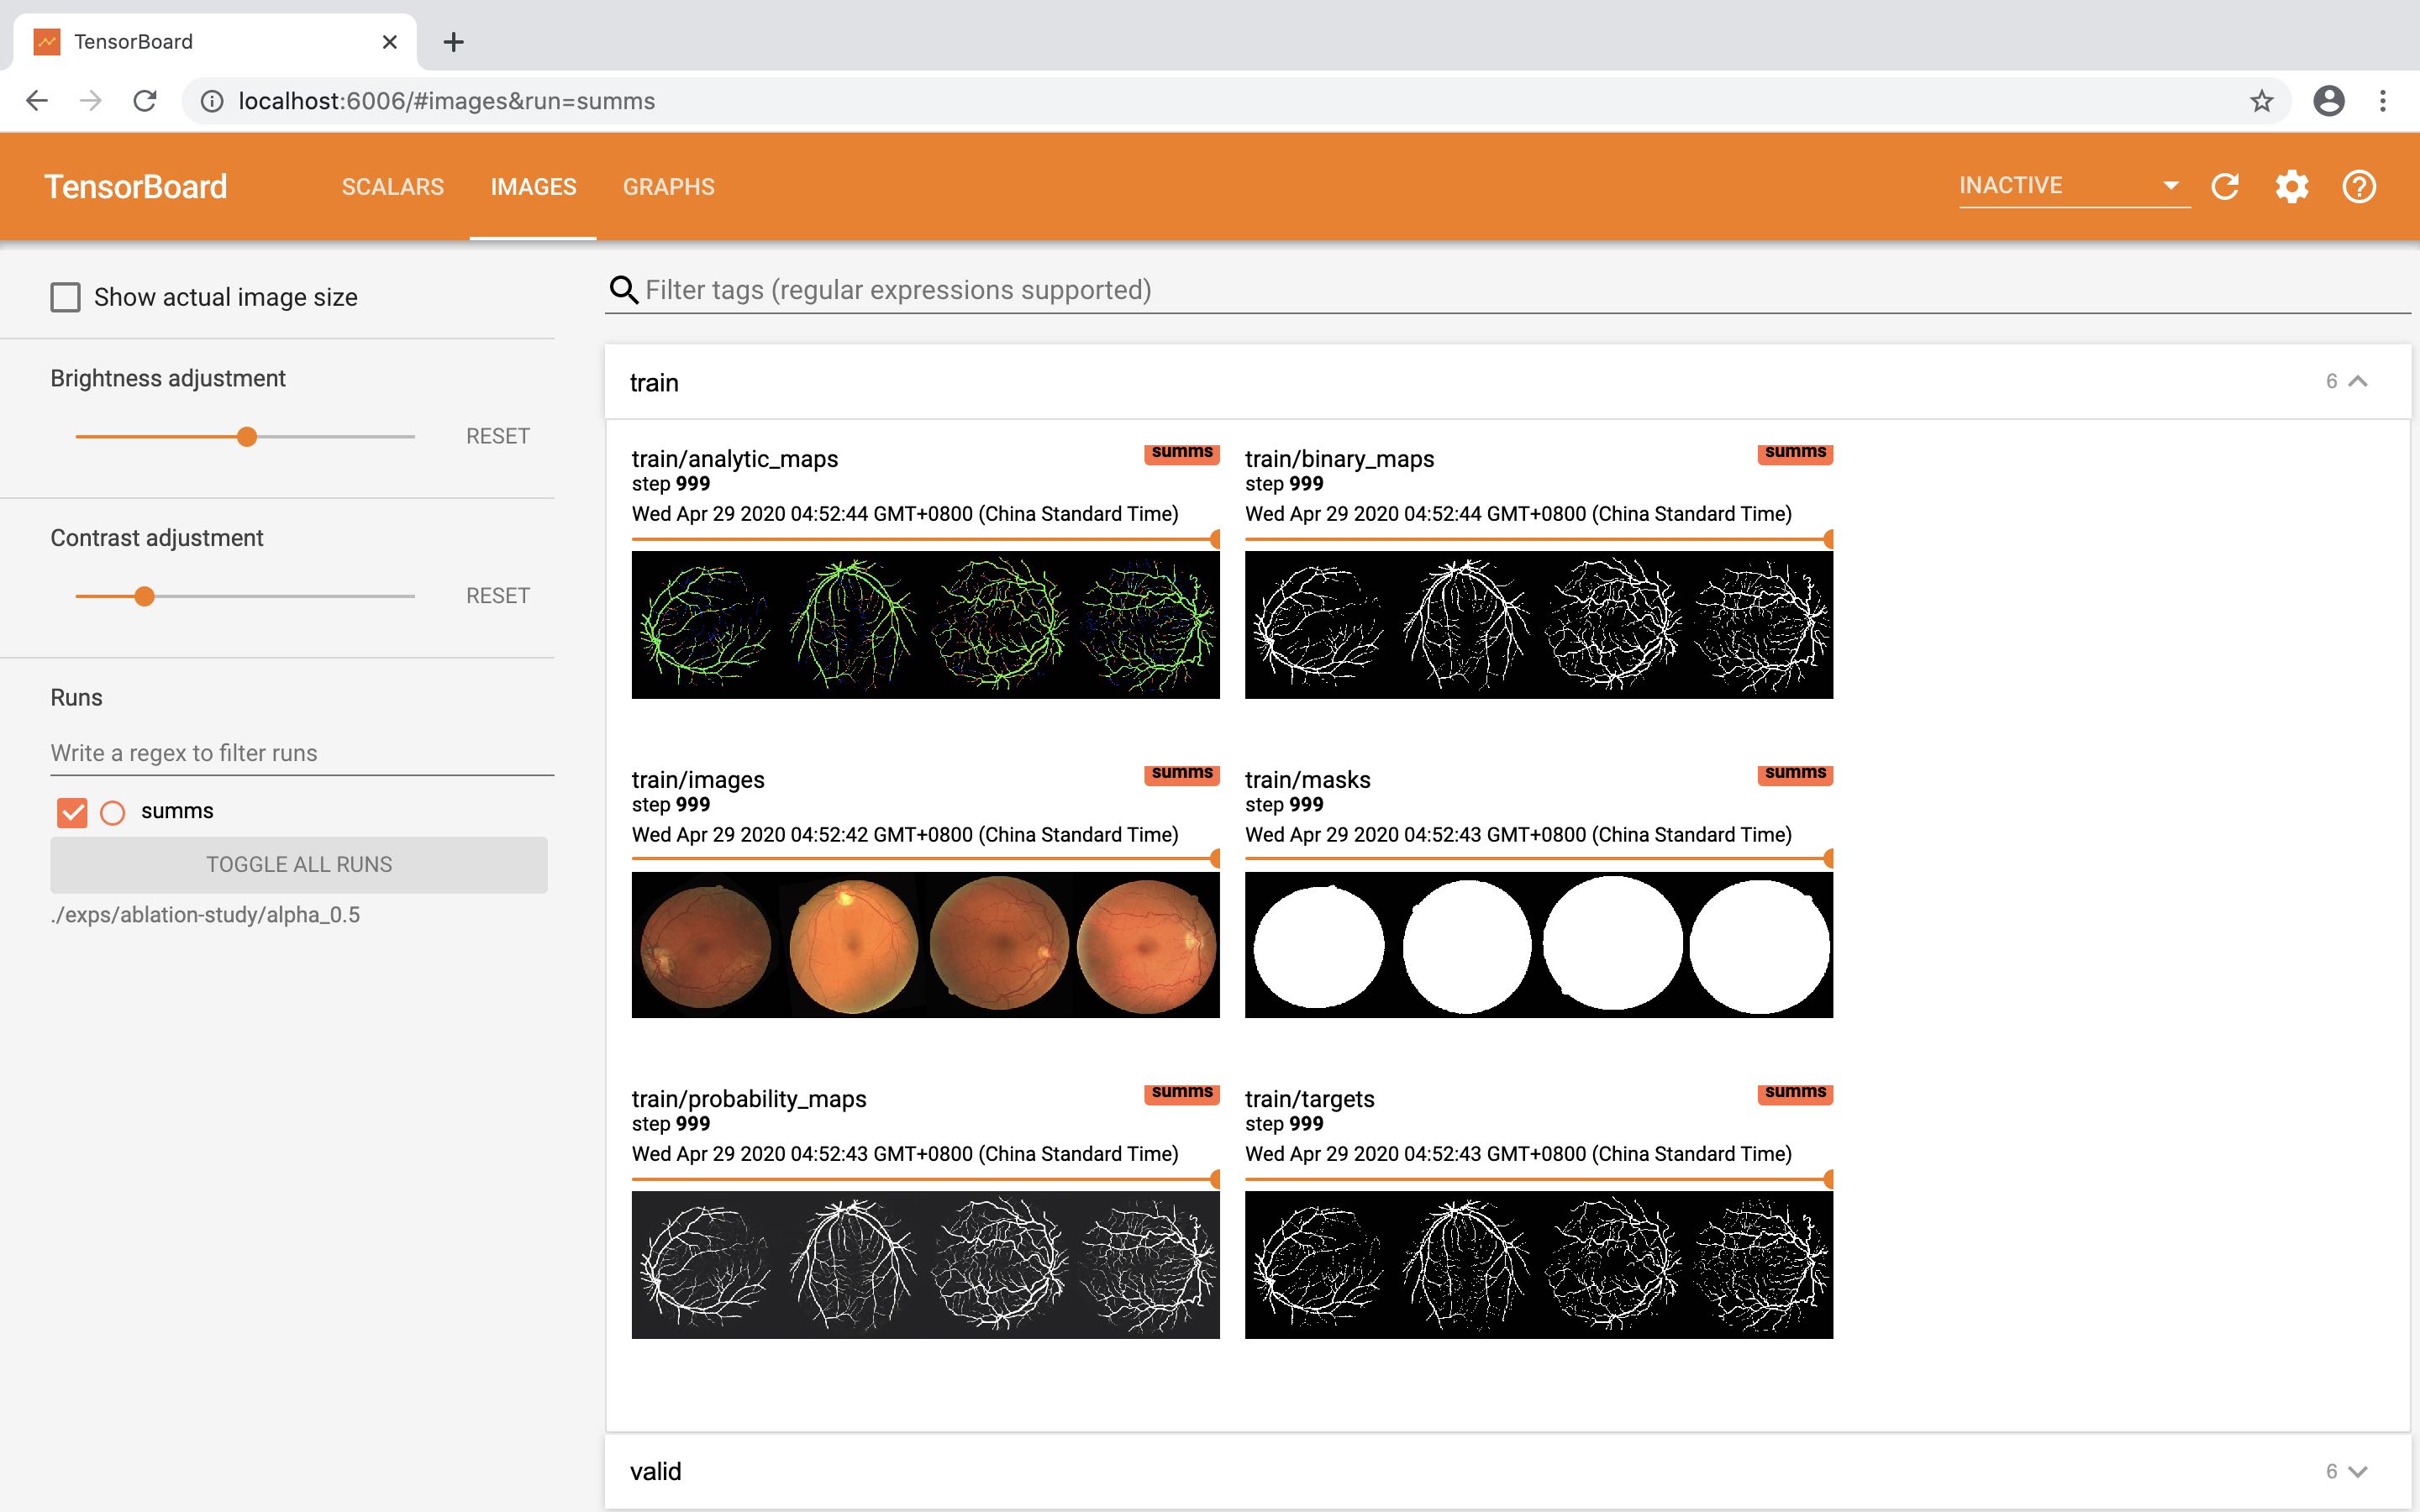 TensorBoard
localhost:6006/#images&run=summs
TensorBoard
SCALARS
IMAGES
GRAPHS
INACTIVE
Show actual image size
Brightness adjustment
RESET
Contrast adjustment
RESET
Runs
Write a regex to filter runs
summs
TOGGLE ALL RUNS
./exps/ablation-study/alpha_0.5
Filter tags (regular expressions supported)
train
6
train/analytic_maps
summs
step 999
Wed Apr 29 2020 04:52:44 GMT+0800 (China Standard Time)
train/binary_maps
summs
step 999
Wed Apr 29 2020 04:52:44 GMT+0800 (China Standard Time)
train/images
summs
step 999
Wed Apr 29 2020 04:52:42 GMT+0800 (China Standard Time)
train/masks
summs
step 999
Wed Apr 29 2020 04:52:43 GMT+0800 (China Standard Time)
train/probability_maps
summs
step 999
Wed Apr 29 2020 04:52:43 GMT+0800 (China Standard Time)
train/targets
summs
step 999
Wed Apr 29 2020 04:52:43 GMT+0800 (China Standard Time)
valid
6